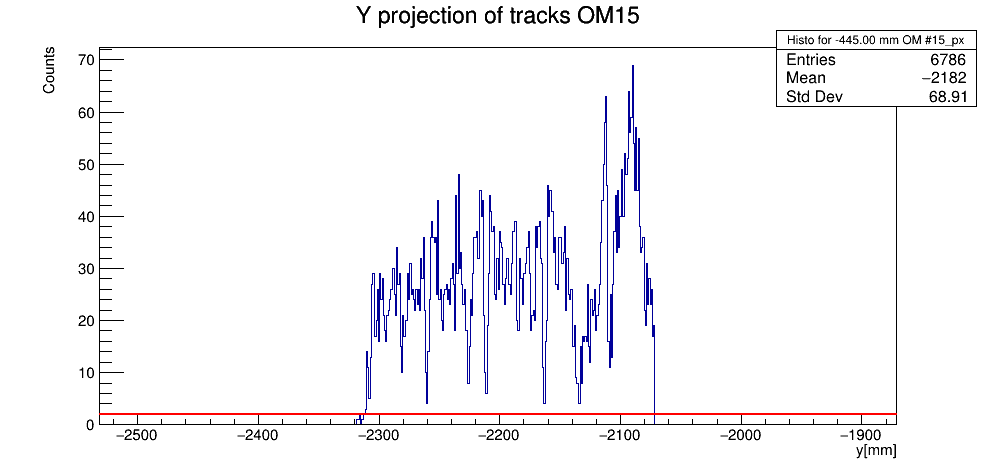 Y projection of tracks OM15
Histo for -445.00 mm OM #15_px
Entries 6786
Mean −2182
Std Dev 68.91
Counts
70
60
50
40
30
20
10
0
−2500 −2400 −2300 −2200 −2100 −2000 −1900
y[mm]